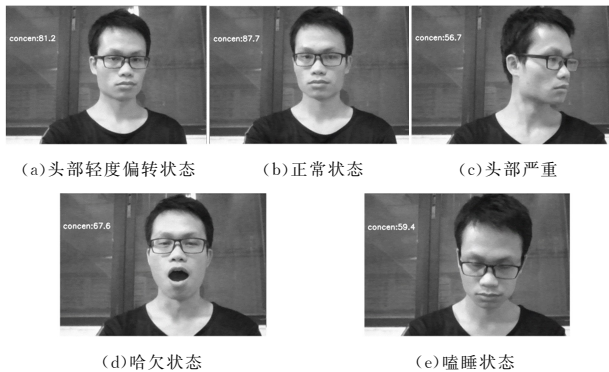 concen:81.2
concen:87.7
concen:56.7
(a)头部轻度偏转状态
(b)正常状态
(c)头部严重
concen:67.6
concen:59.4
(d)哈欠状态
(e)嗑睡状态